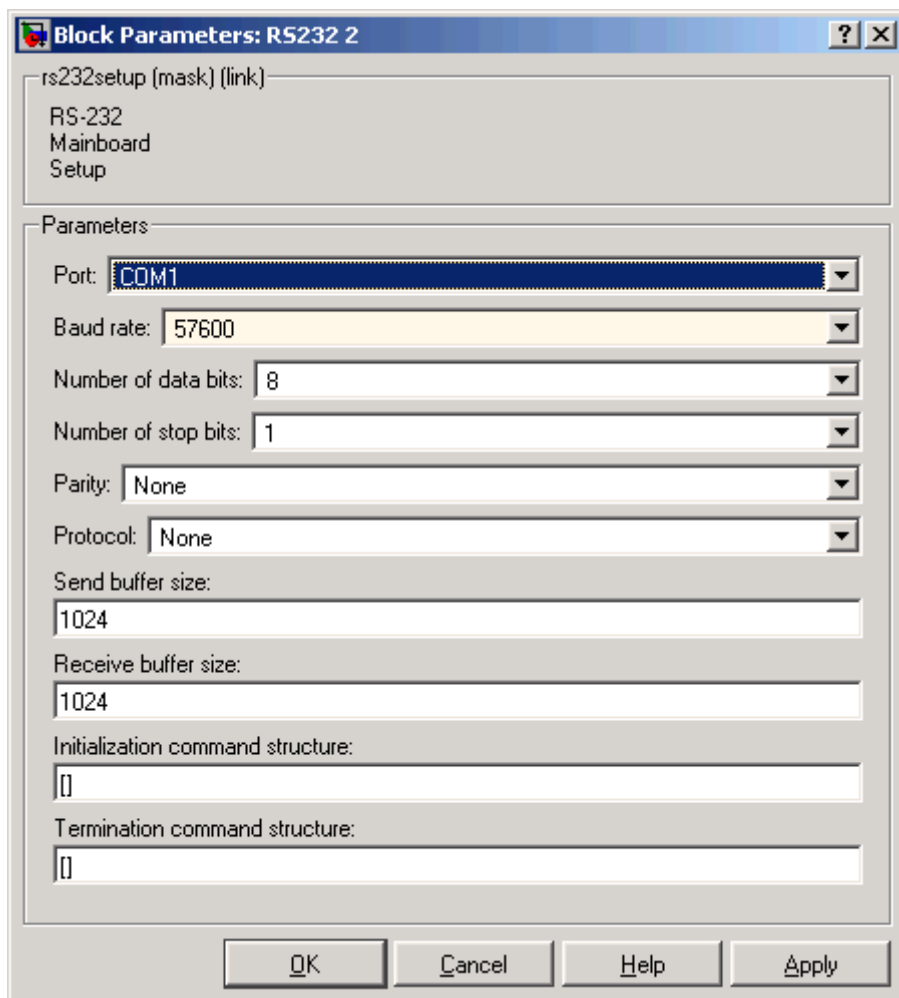 Block Parameters: RS232 2
rs232setup (mask) (link)
RS-232
Mainboard
Setup
Parameters
Port: COM1
Baud rate: 57600
Number of data bits: 8
Number of stop bits: 1
Parity: None
Protocol: None
Send buffer size:
1024
Receive buffer size:
1024
Initialization command structure:
[]
Termination command structure:
[]
OK Cancel Help Apply